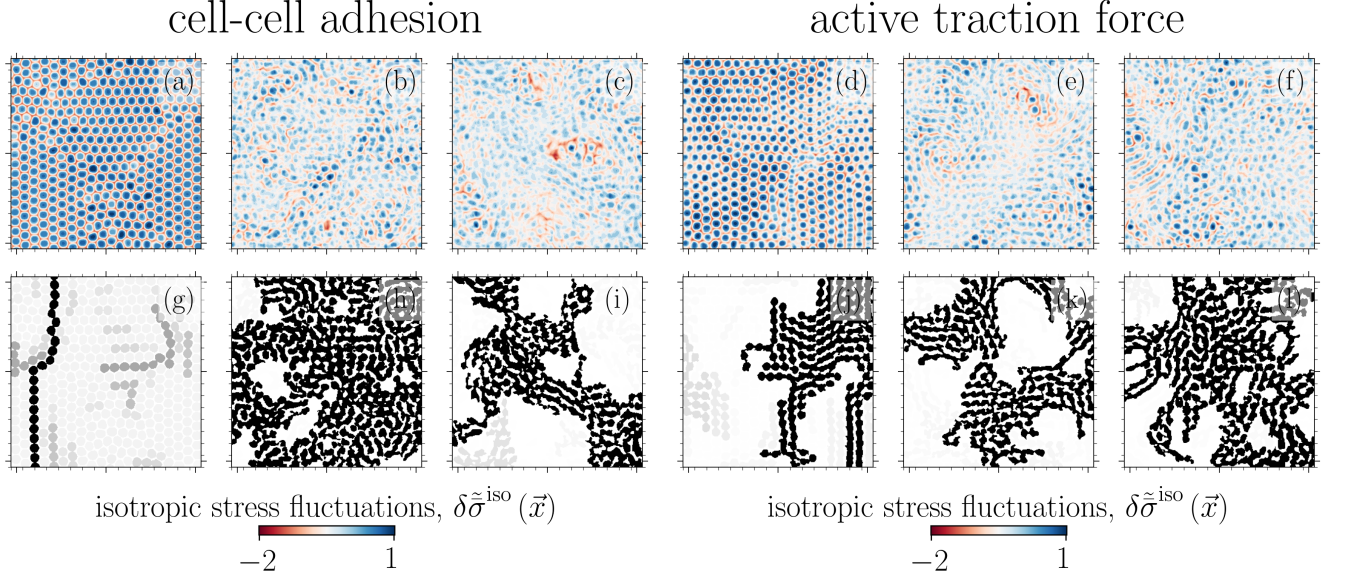 cell-cell adhesion
active traction force
(a) (b) (c) (d) (e) (f)
(g) (h) (i) (j) (k) (l)
isotropic stress fluctuations, δσ̃̄^iso (x⃗)
isotropic stress fluctuations, δσ̃̄^iso (x⃗)
−2 1
−2 1